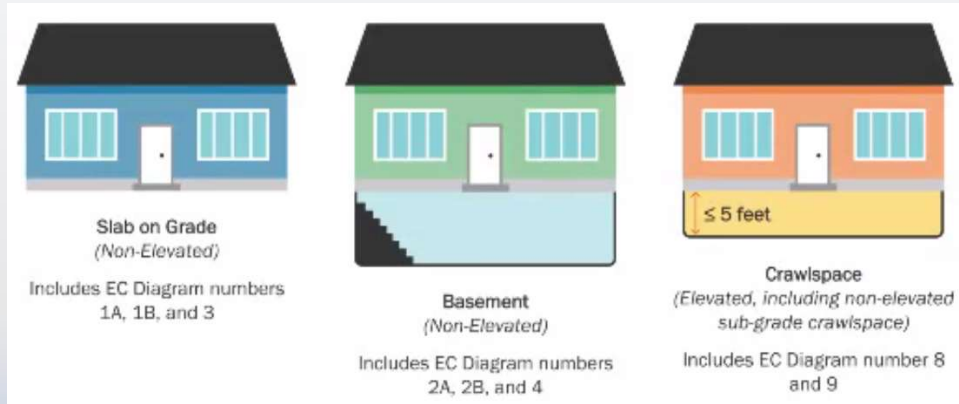 Slab on Grade
(Non-Elevated)
Includes EC Diagram numbers
1A, 1B, and 3
Basement
(Non-Elevated)
Includes EC Diagram numbers
2A, 2B, and 4
≤ 5 feet
Crawlspace
(Elevated, including non-elevated
sub-grade crawlspace)
Includes EC Diagram number 8
and 9